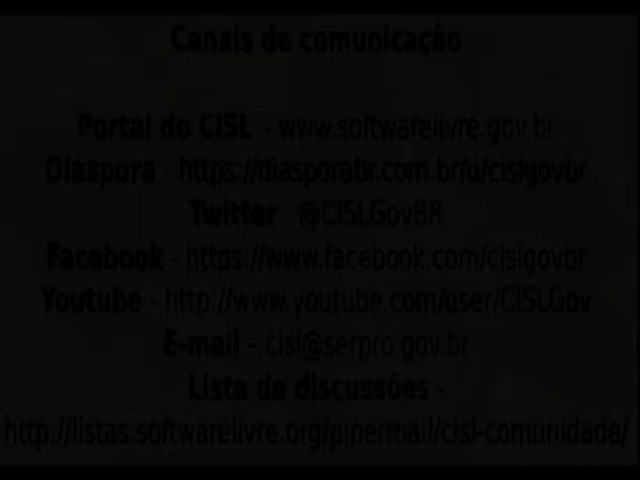 Canais de comunicação
Portal do CISL - www.softwarelivre.gov.br
Diaspora - https://diasporabr.com.br/u/cislgovbr
Twitter - @CISLGovBR
Facebook - https://www.facebook.com/cislgovbr
Youtube - http://www.youtube.com/user/CISLGov
E-mail - cisl@serpro.gov.br
Lista de discussões -
http://listas.softwarelivre.org/pipermail/cisl-comunidade/